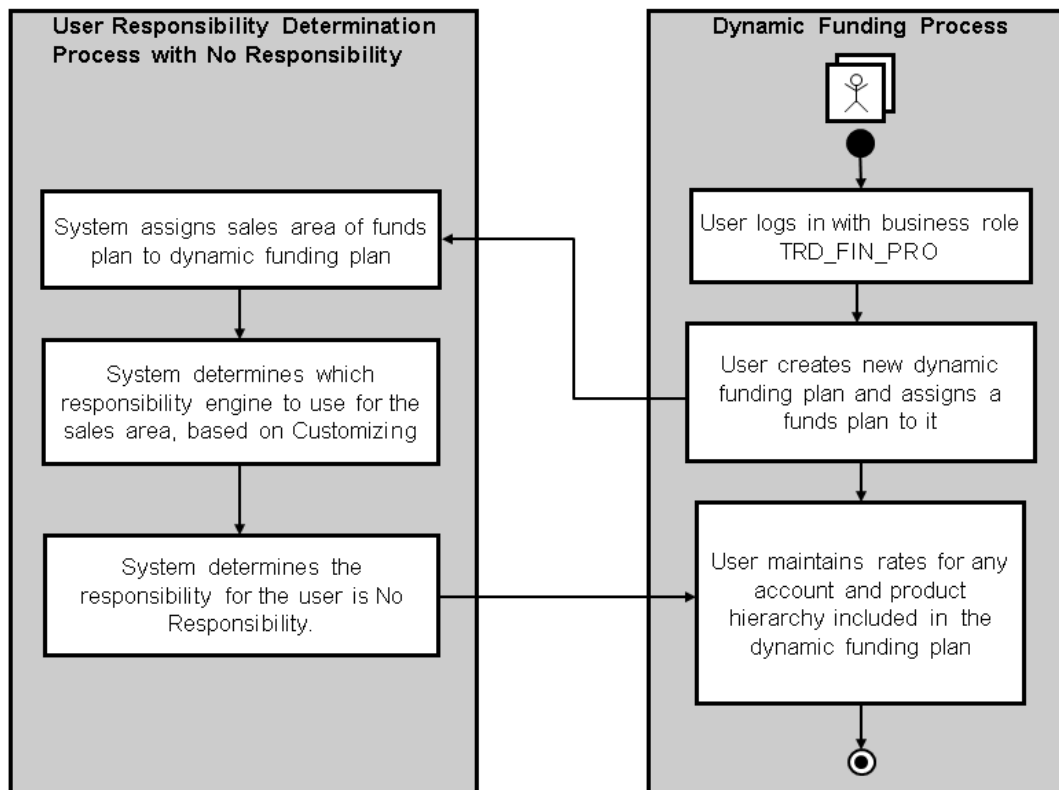 User Responsibility Determination
Process with No Responsibility
System assigns sales area of funds
plan to dynamic funding plan
System determines which
responsibility engine to use for the
sales area, based on Customizing
System determines the
responsibility for the user is No
Responsibility.
Dynamic Funding Process
User logs in with business role
TRD_FIN_PRO
User creates new dynamic
funding plan and assigns a
funds plan to it
User maintains rates for any
account and product
hierarchy included in the
dynamic funding plan